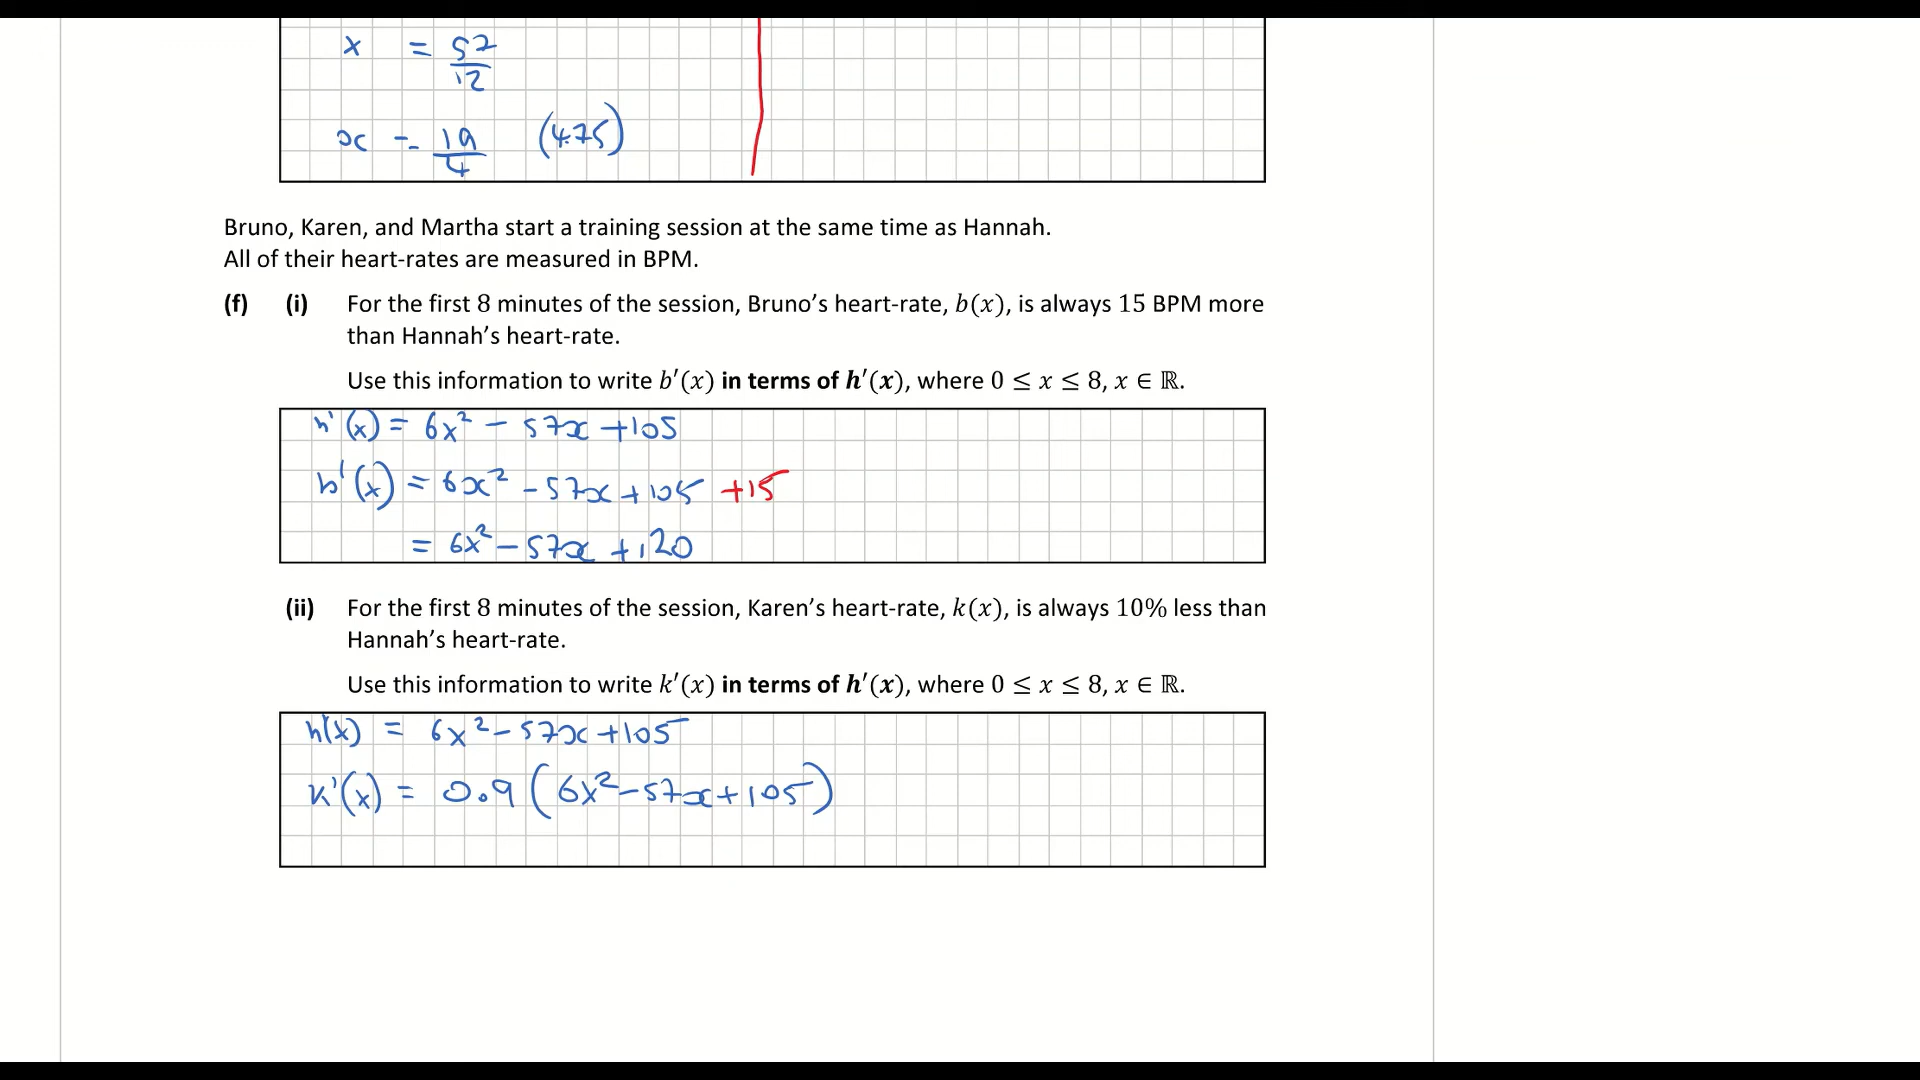 x = 57/12
x = 19/4 (4.75)
Bruno, Karen, and Martha start a training session at the same time as Hannah.
All of their heart-rates are measured in BPM.
(f) (i) For the first 8 minutes of the session, Bruno’s heart-rate, b(x), is always 15 BPM more
than Hannah’s heart-rate.
Use this information to write b′(x) in terms of h′(x), where 0 ≤ x ≤ 8, x ∈ ℝ.
h'(x) = 6x² − 57x + 105
b'(x) = 6x² − 57x + 105 + 15
= 6x² − 57x + 120
(ii) For the first 8 minutes of the session, Karen’s heart-rate, k(x), is always 10% less than
Hannah’s heart-rate.
Use this information to write k′(x) in terms of h′(x), where 0 ≤ x ≤ 8, x ∈ ℝ.
h'(x) = 6x² − 57x + 105
K'(x) = 0.9 (6x² − 57x + 105)